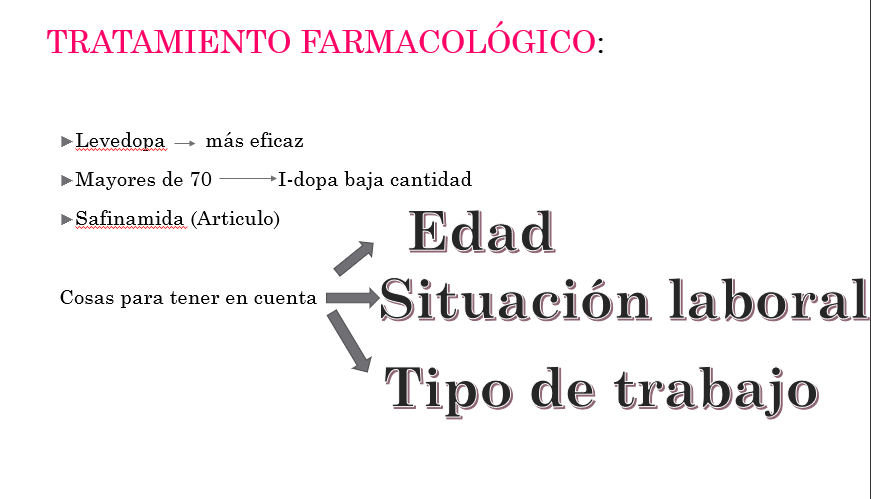 TRATAMIENTO FARMACOLÓGICO:
Levedopa más eficaz
Mayores de 70 I-dopa baja cantidad
Safinamida (Articulo)
Edad
Cosas para tener en cuenta Situación laboral
Tipo de trabajo